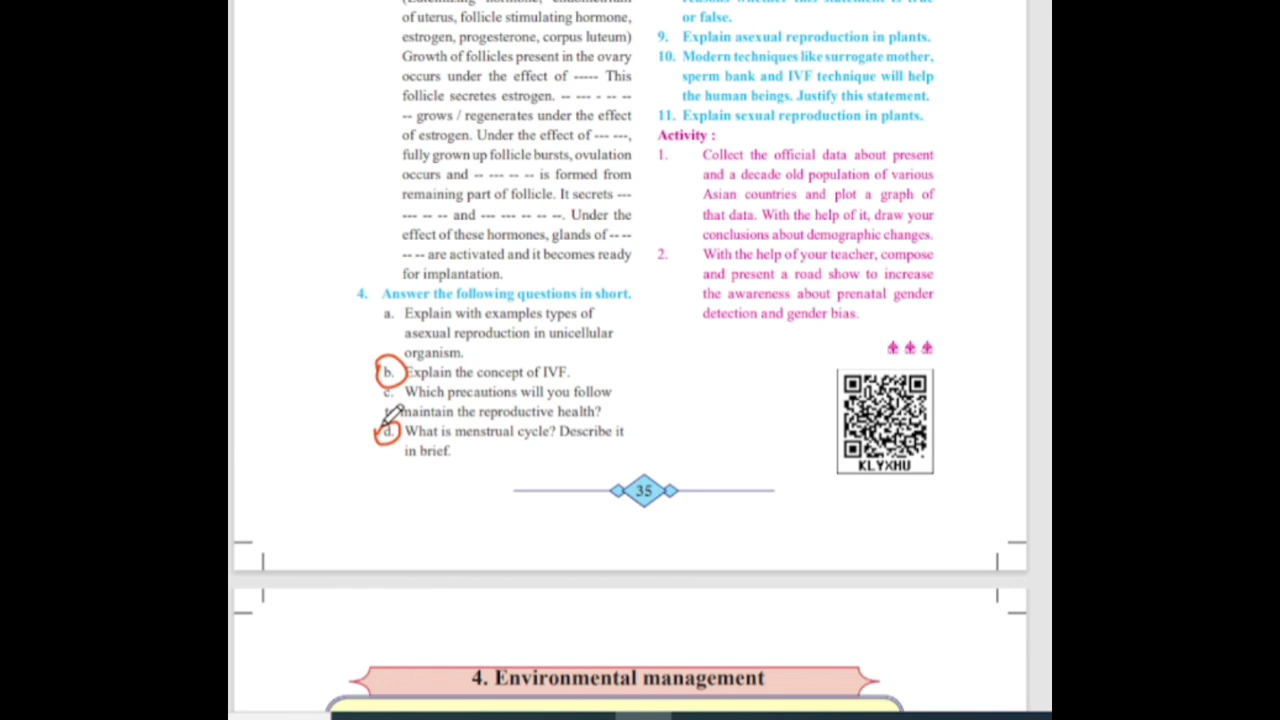 of uterus, follicle stimulating hormone,
estrogen, progesterone, corpus luteum)
Growth of follicles present in the ovary
occurs under the effect of ----- This
follicle secretes estrogen. -- --- - -- --
-- grows / regenerates under the effect
of estrogen. Under the effect of --- ---,
fully grown up follicle bursts, ovulation
occurs and -- --- -- -- is formed from
remaining part of follicle. It secrets ---
--- -- -- and --- --- -- -- --. Under the
effect of these hormones, glands of -- --
-- -- are activated and it becomes ready
for implantation.
4. Answer the following questions in short.
a. Explain with examples types of
asexual reproduction in unicellular
organism.
b. Explain the concept of IVF.
c. Which precautions will you follow
maintain the reproductive health?
d. What is menstrual cycle? Describe it
in brief.
or false.
9. Explain asexual reproduction in plants.
10. Modern techniques like surrogate mother,
sperm bank and IVF technique will help
the human beings. Justify this statement.
11. Explain sexual reproduction in plants.
Activity :
1. Collect the official data about present
and a decade old population of various
Asian countries and plot a graph of
that data. With the help of it, draw your
conclusions about demographic changes.
2. With the help of your teacher, compose
and present a road show to increase
the awareness about prenatal gender
detection and gender bias.
KLYXHU
35
4. Environmental management